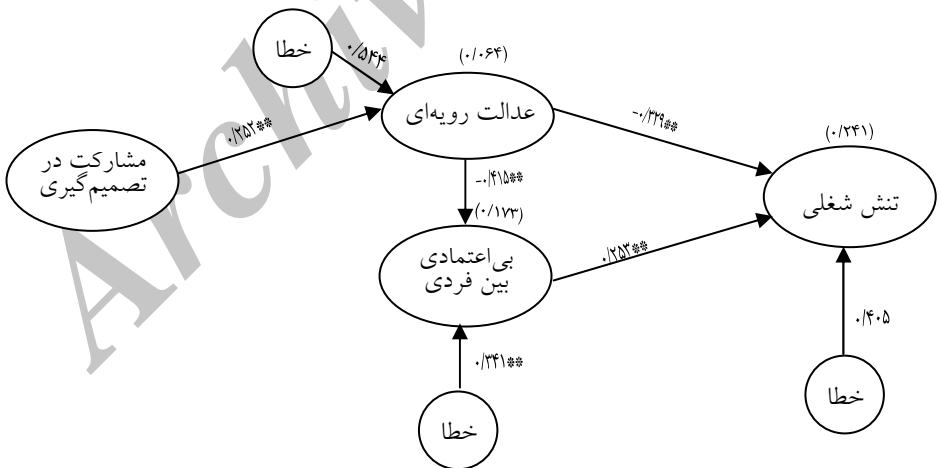 خطا
۰/۵۴۴
(۰/۰۶۴)
عدالت رویه‌ای
۰/۲۵۲**
-۰/۳۲۹**
(۰/۲۴۱)
مشارکت در
تصمیم‌گیری
-۰/۴۱۵**
(۰/۱۷۳)
تنش شغلی
بی‌اعتمادی
بین فردی
۰/۲۵۳**
۰/۳۴۱**
۰/۴۰۵
خطا
خطا
Archiv